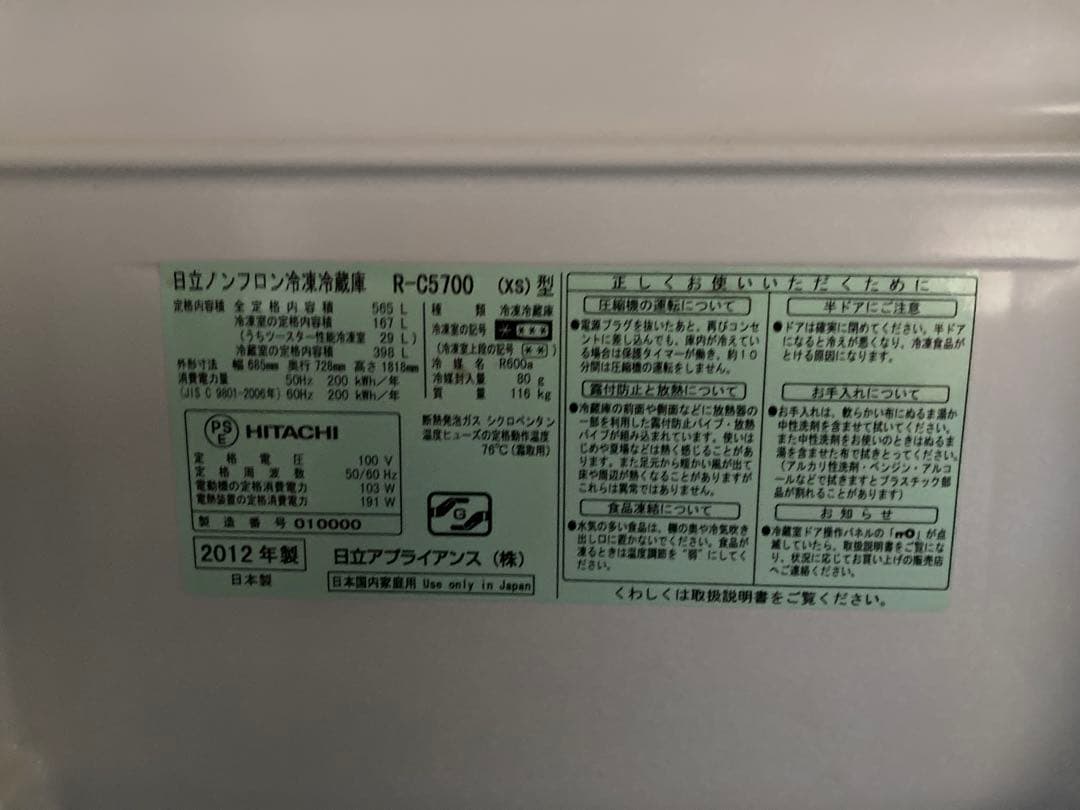 日立ノンフロン冷凍冷蔵庫 R-C5700 (XS)型
定格内容積 全定格内容積 565 L
冷凍室の定格内容積 167 L
(うちツースター性能冷凍室 29 L)
冷蔵室の定格内容積 398 L
外形寸法 幅 685mm 奥行 728mm 高さ 1818mm
消費電力量 50Hz 200 kWh/年
(JIS C 9801-2006年) 60Hz 200 kWh/年
種類 冷凍冷蔵庫
冷凍室の記号 * ***
(冷凍室上段の記号 (**))
冷媒名 R600a
冷媒封入量 80 g
質量 116 kg
PS
E
HITACHI
定格電圧 100 V
定格周波数 50/60 Hz
電動機の定格消費電力 103 W
電熱装置の定格消費電力 191 W
製造番号 010000
断熱発泡ガス シクロペンタン
温度ヒューズの定格動作温度
76℃(霜取用)
G
2012年製
日本製
日立アプライアンス(株)
日本国内家庭用 Use only in Japan
正しくお使いいただくために
圧縮機の運転について
●電源プラグを抜いたあと、再びコンセ
ントに差し込んでも、庫内が冷えてい
る場合は保護タイマーが働き、約10
分間は圧縮機の運転をしません。
露付防止と放熱について
●冷蔵庫の前面や側面などに放熱器の
一部を利用した露付防止パイプ・放熱
パイプが組み込まれています。使いは
じめや夏場などは熱く感じることがあり
ます。また足元から暖かい風が出て
床や周辺が熱くなることがありますが
これらは異常ではありません。
食品凍結について
●水気の多い食品は、棚の奥や冷気吹き
出し口に置かないでください。食品が
凍るときは温度調節を"弱"にしてく
ださい。
半ドアにご注意
●ドアは確実に閉めてください。半ドア
になると冷えが悪くなり、冷凍食品が
とける原因になります。
お手入れについて
●お手入れは、軟らかい布にぬるま湯か
中性洗剤を含ませて拭いてください。
また中性洗剤をお使いのときはぬるま
湯を含ませた布で拭きとってください。
(アルカリ性洗剤・ベンジン・アルコ
ールなどで拭きますとプラスチック部
品が割れることがあります)
お知らせ
●冷蔵室ドア操作パネルの「」が点
滅していたら、取扱説明書をご覧にな
り、状況に応じてお買い上げの販売店
へご連絡ください。
くわしくは取扱説明書をご覧ください。